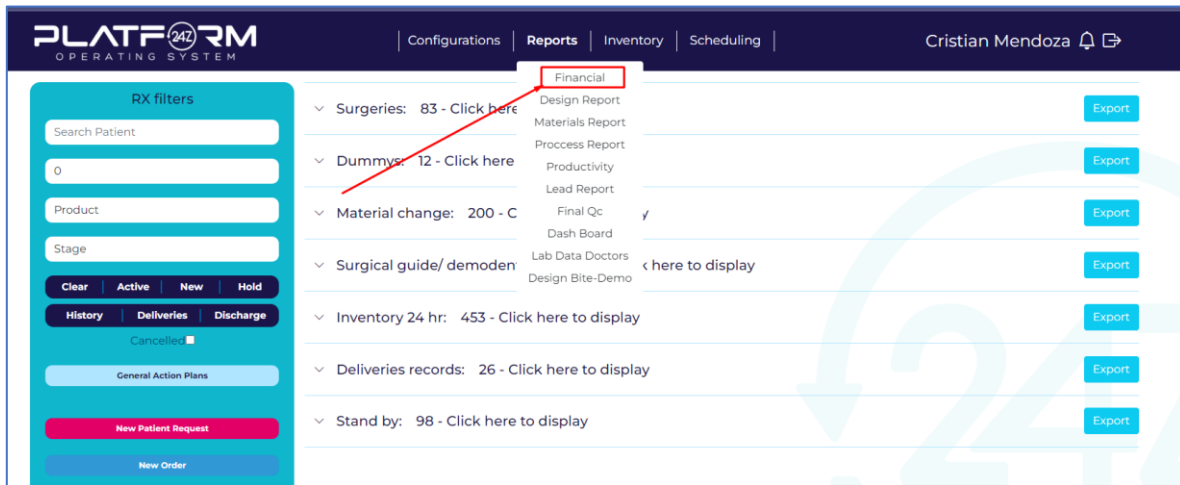 PLATFORM 24Z
OPERATING SYSTEM
Configurations
Reports
Inventory
Scheduling
Cristian Mendoza
Financial
Design Report
Materials Report
Proccess Report
Productivity
Lead Report
Final Qc
Dash Board
Lab Data Doctors
Design Bite-Demo
RX filters
Search Patient
0
Product
Stage
Clear
Active
New
Hold
History
Deliveries
Discharge
Cancelled
General Action Plans
New Patient Request
New Order
Surgeries: 83 - Click here
Export
Dummys: 12 - Click here
Export
Material change: 200 - C y
Export
Surgical guide/ demoden k here to display
Export
Inventory 24 hr: 453 - Click here to display
Export
Deliveries records: 26 - Click here to display
Export
Stand by: 98 - Click here to display
Export